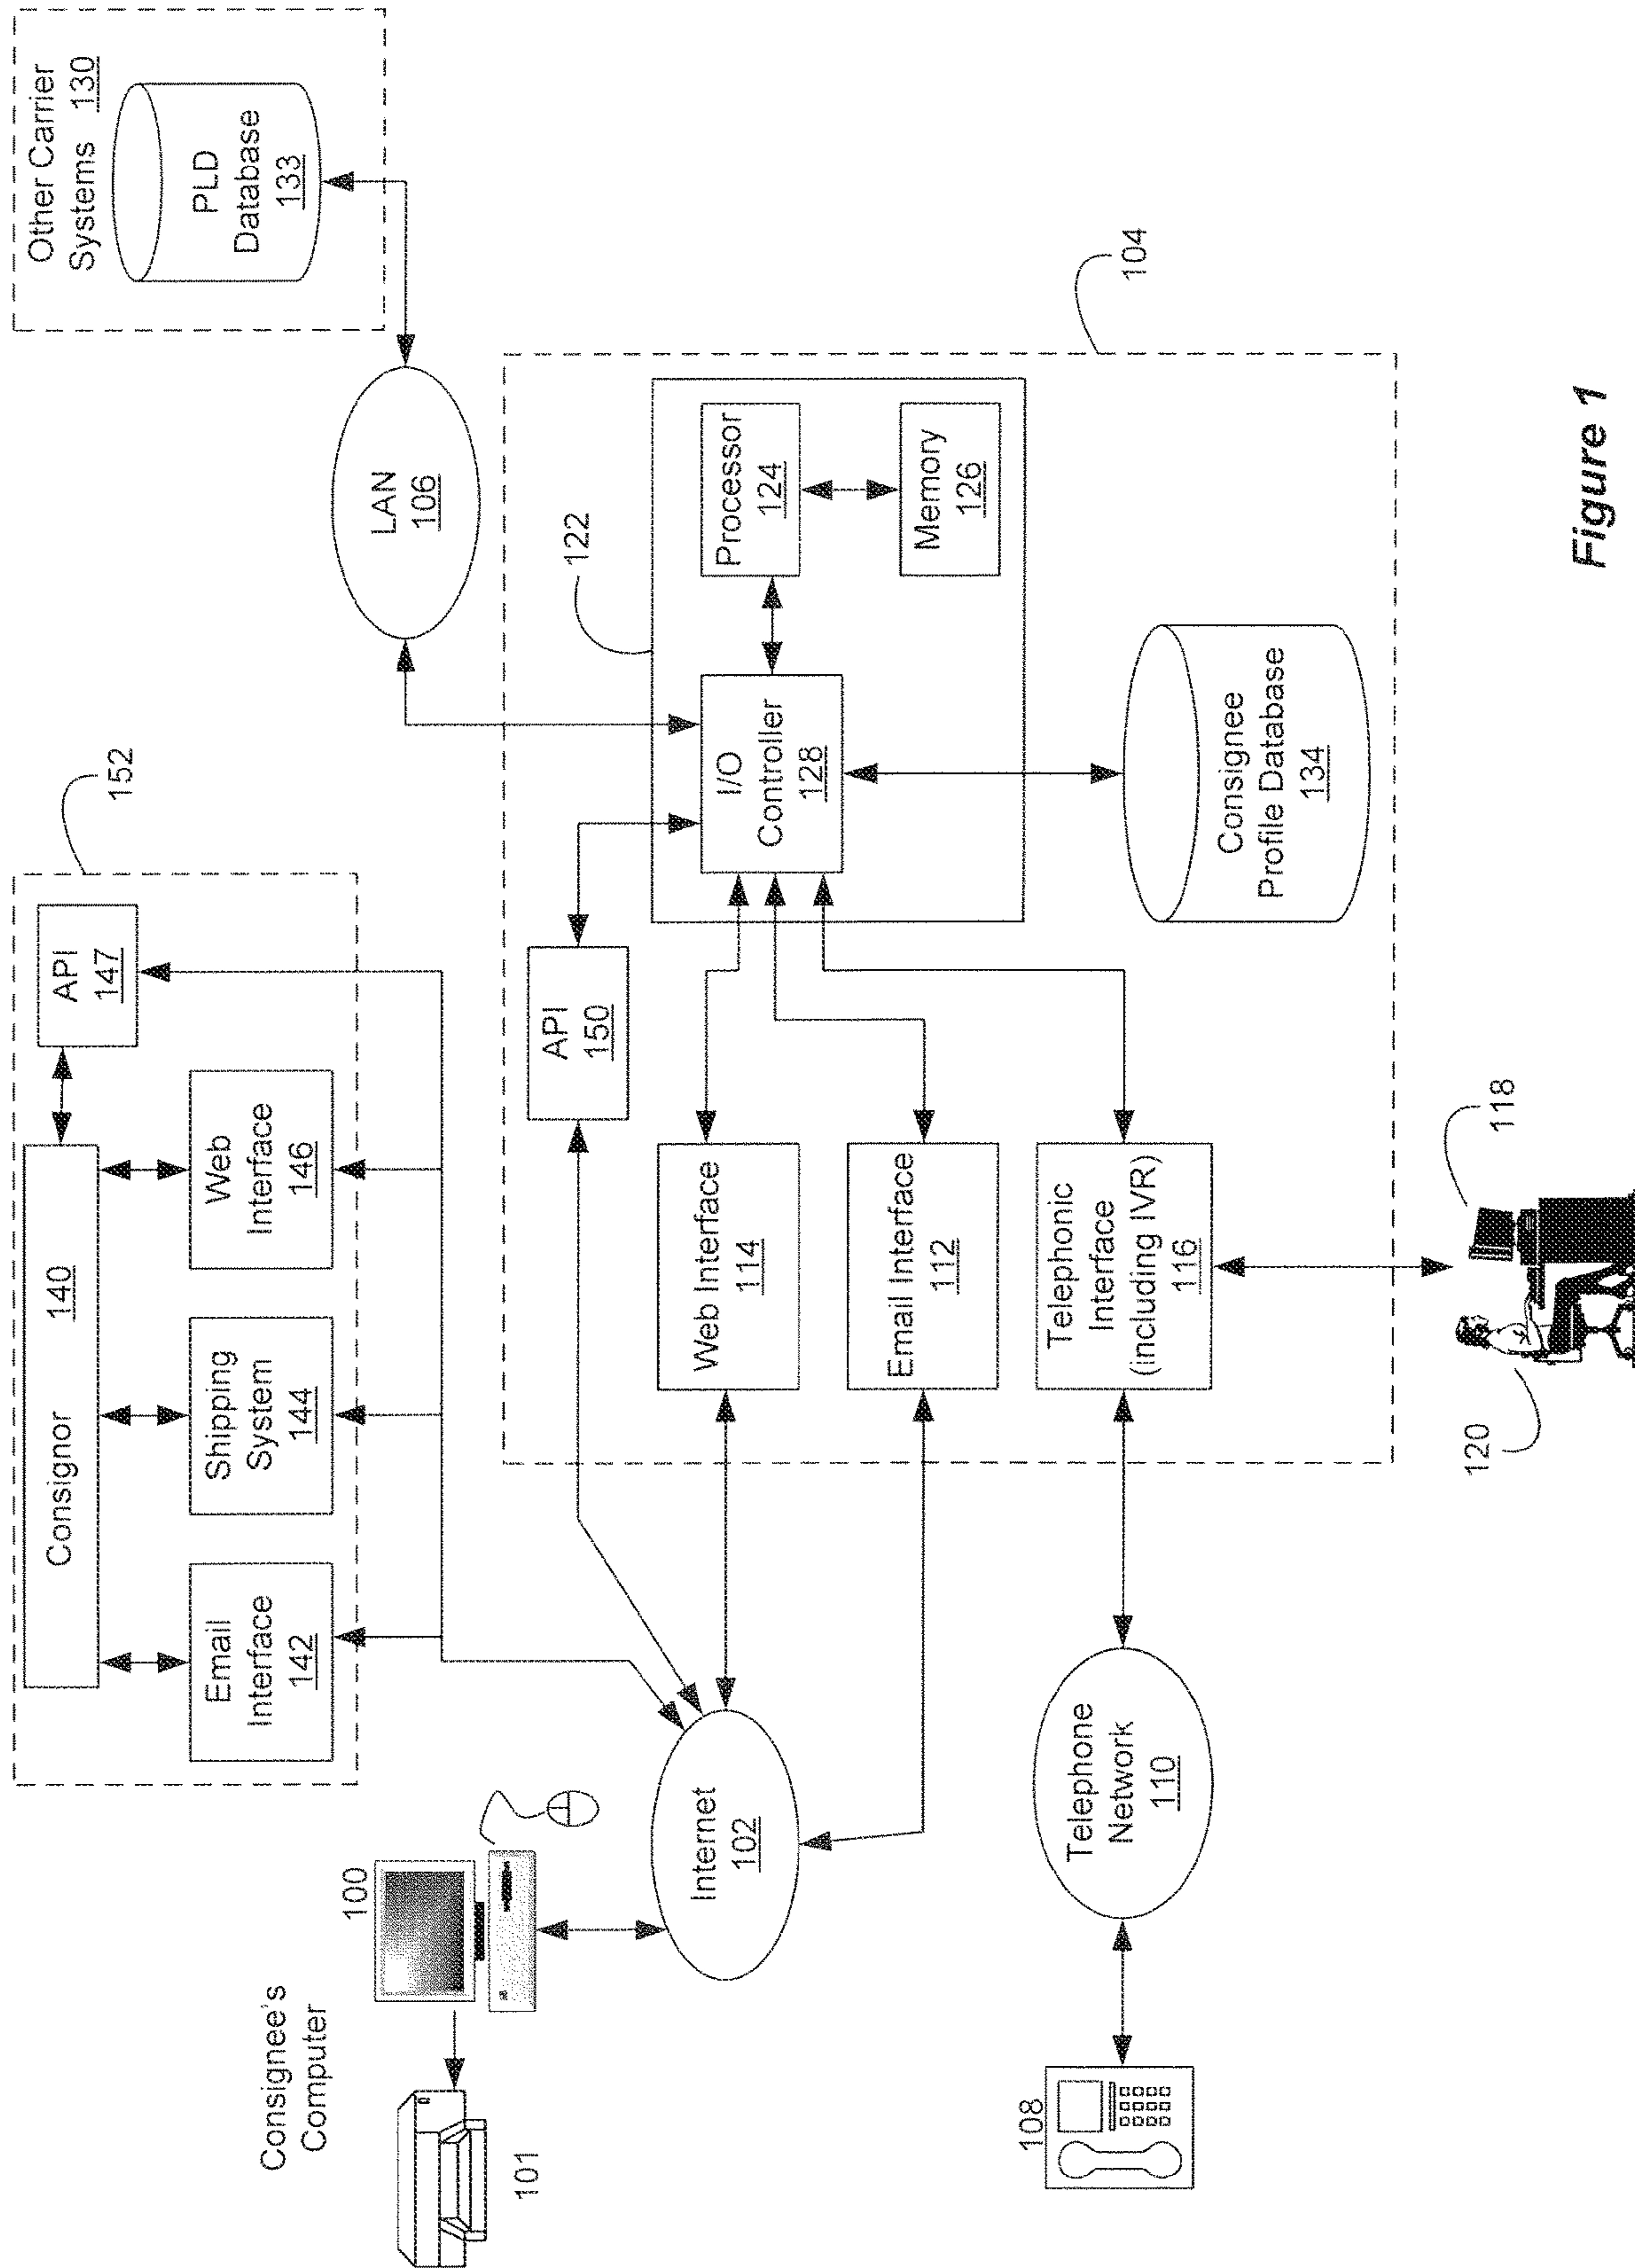 Consignee's
Computer
100
101
Consignor
140
Email
Interface
142
Shipping
System
144
Web
Interface
146
API
147
152
Other Carrier
Systems 130
PLD
Database
133
LAN
106
Internet
102
API
150
122
Web Interface
114
I/O
Controller
128
Processor
124
Memory
126
104
Email Interface
112
108
Telephone
Network
110
Telephonic
Interface
(including IVR)
116
Consignee
Profile Database
134
120
118
Figure 1